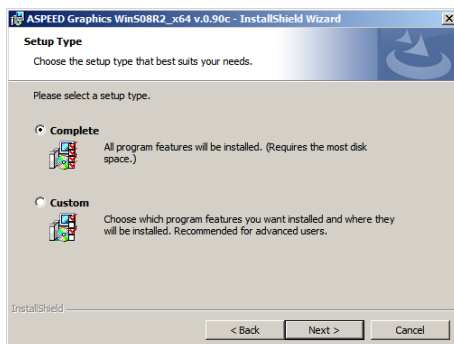 ASPEED Graphics WinS08R2_x64 v.0.90c - InstallShield Wizard
Setup Type
Choose the setup type that best suits your needs.
Please select a setup type.
Complete
All program features will be installed. (Requires the most disk
space.)
Custom
Choose which program features you want installed and where they
will be installed. Recommended for advanced users.
InstallShield
< Back Next > Cancel